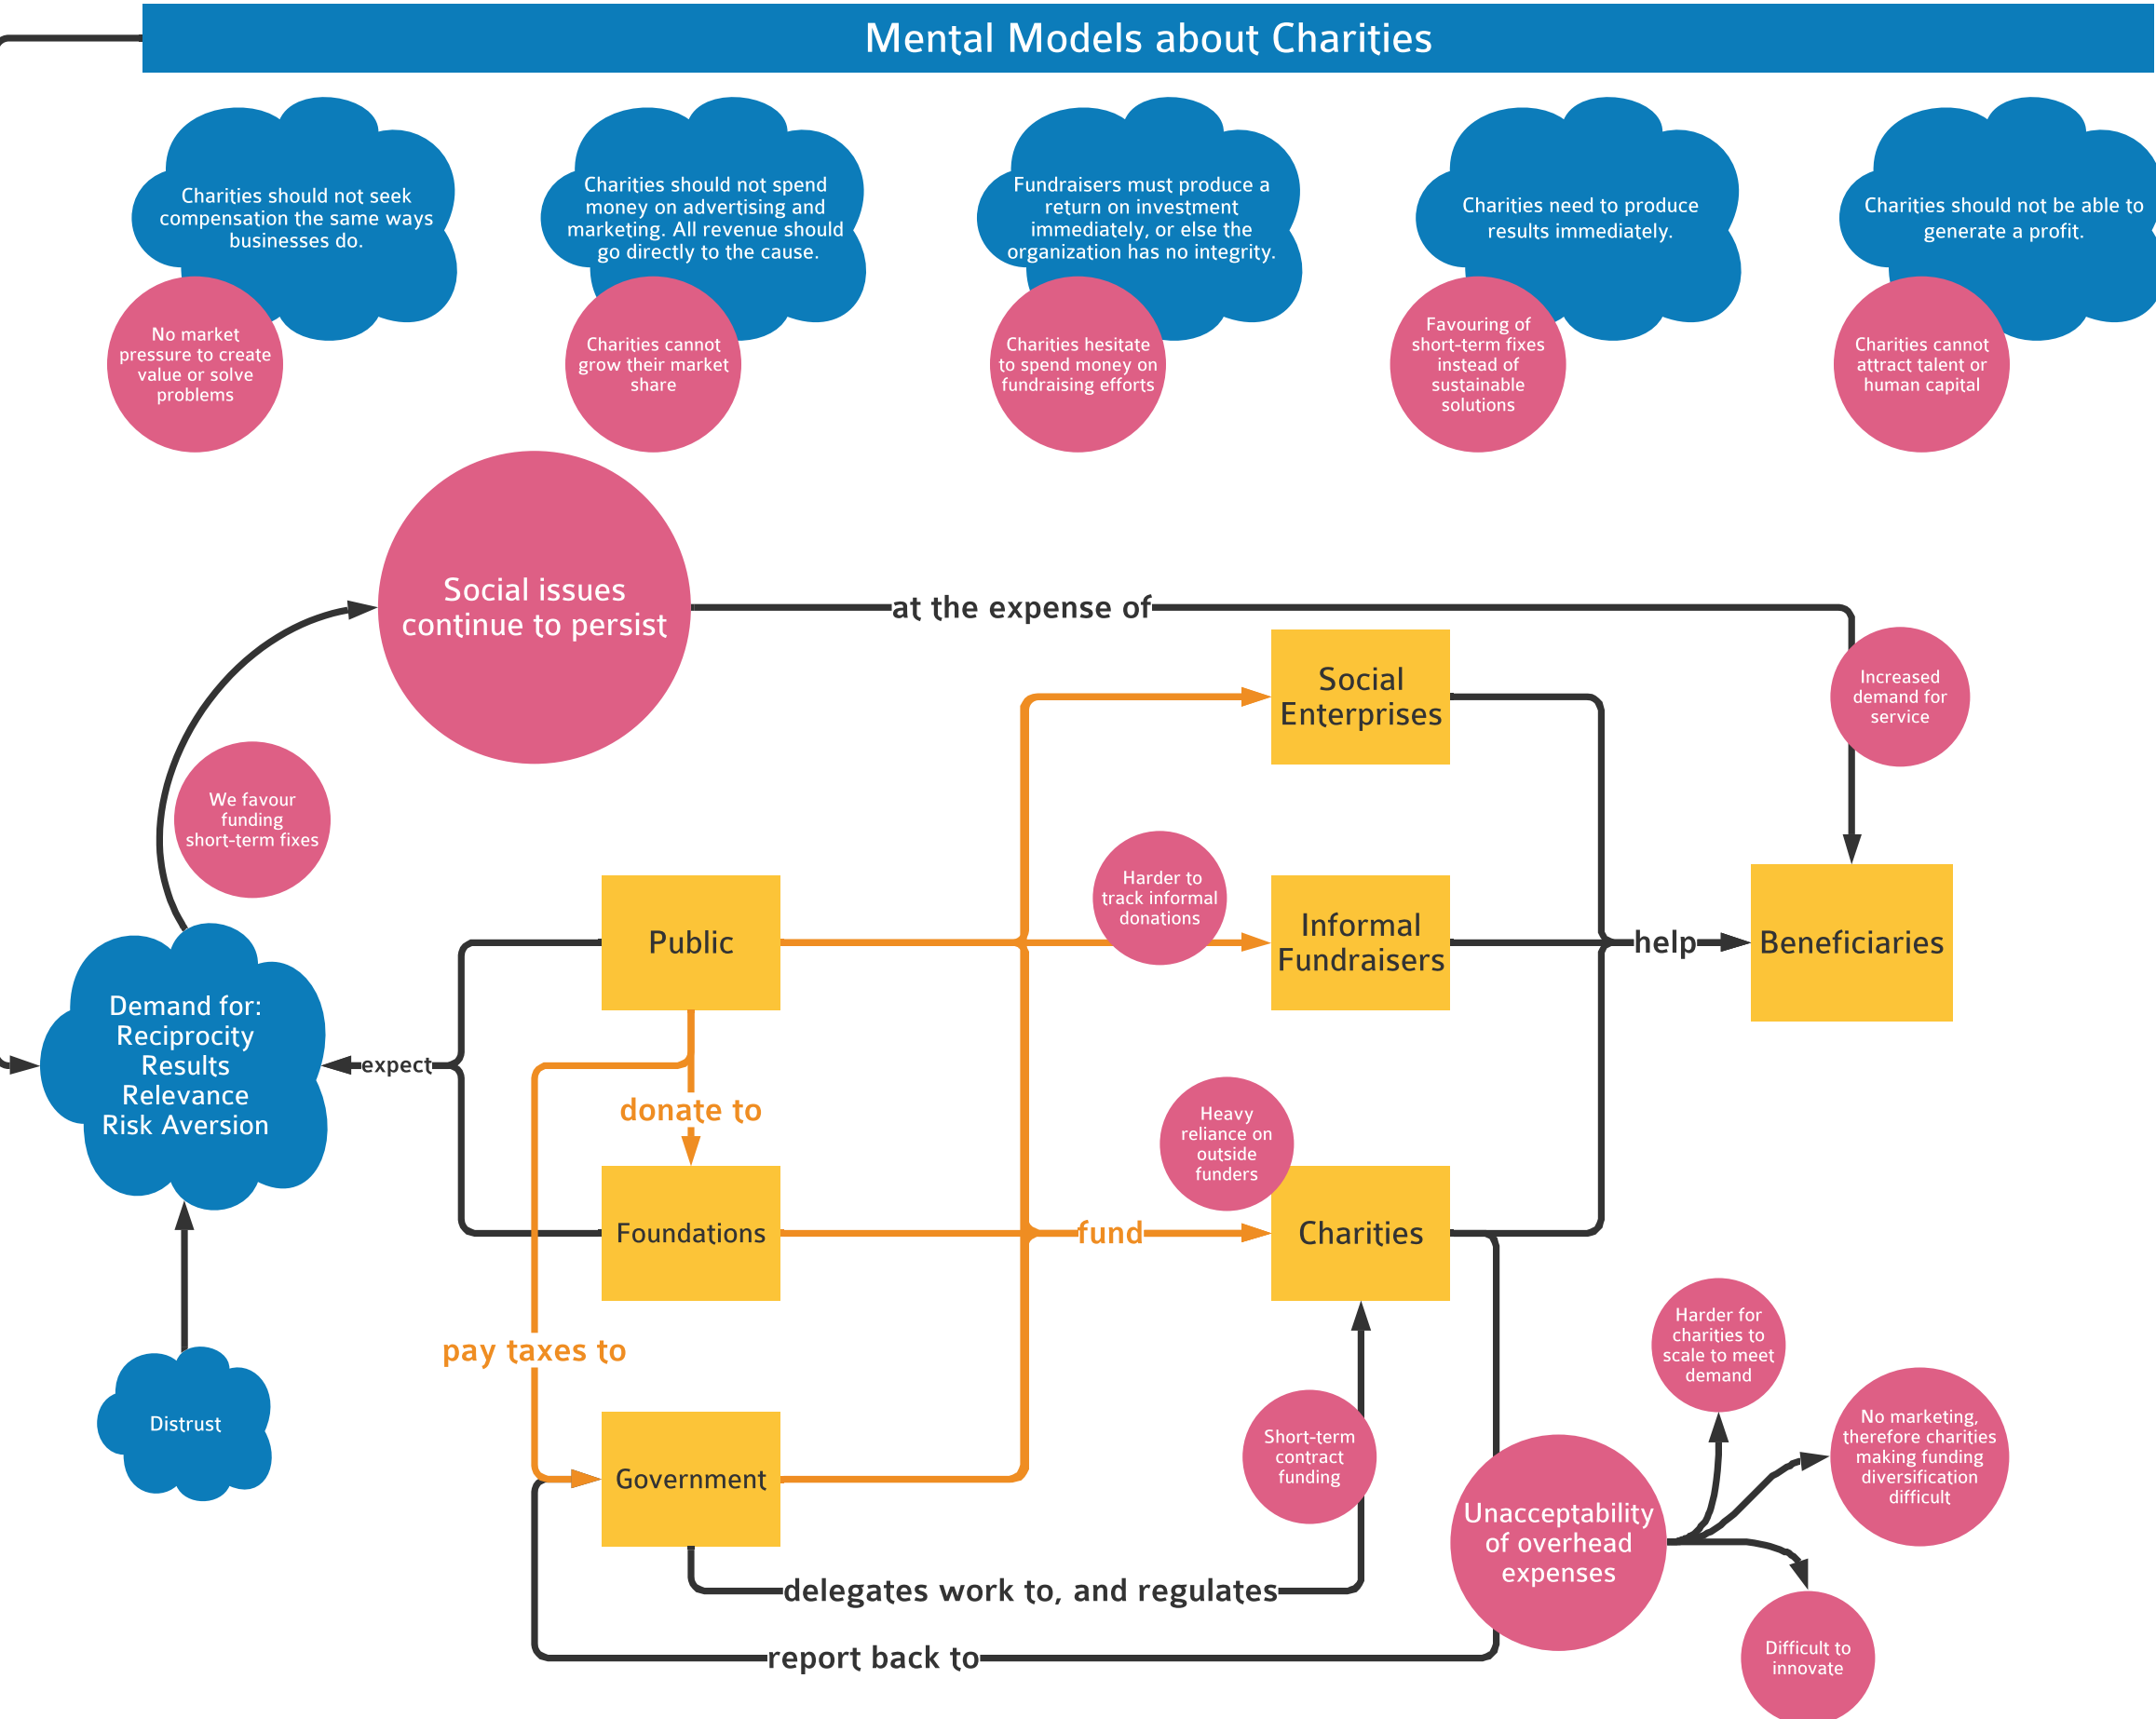 Mental Models about Charities
Charities should not seek
compensation the same ways
businesses do.
Charities should not spend
money on advertising and
marketing. All revenue should
go directly to the cause.
Fundraisers must produce a
return on investment
immediately, or else the
organization has no integrity.
Charities need to produce
results immediately.
Charities should not be able to
generate a profit.
No market
pressure to create
value or solve
problems
Charities cannot
grow their market
share
Charities hesitate
to spend money on
fundraising efforts
Favouring of
short-term fixes
instead of
sustainable
solutions
Charities cannot
attract talent or
human capital
Social issues
continue to persist
at the expense of
Social
Enterprises
Increased
demand for
service
We favour
funding
short-term fixes
Harder to
track informal
donations
Public
Informal
Fundraisers
help
Beneficiaries
Demand for:
Reciprocity
Results
Relevance
Risk Aversion
expect
donate to
Heavy
reliance on
outside
funders
Foundations
fund
Charities
pay taxes to
Harder for
charities to
scale to meet
demand
Distrust
Government
Short-term
contract
funding
No marketing,
therefore charities
making funding
diversification
difficult
Unacceptability
of overhead
expenses
delegates work to, and regulates
report back to
Difficult to
innovate